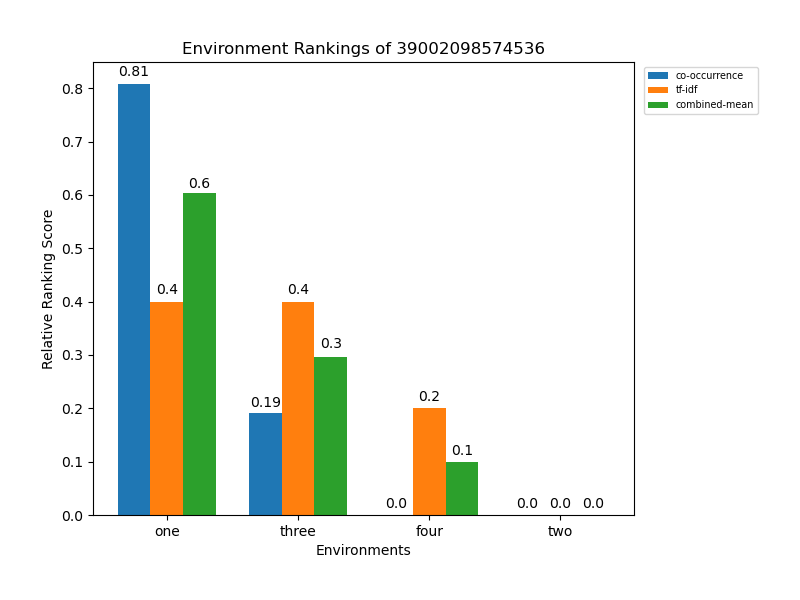 Environment Rankings of 39002098574536
co-occurrence
tf-idf
combined-mean
Relative Ranking Score
0.8
0.7
0.6
0.5
0.4
0.3
0.2
0.1
0.0
0.81
0.4
0.6
0.19
0.4
0.3
0.0
0.2
0.1
0.0
0.0
0.0
one
three
four
two
Environments